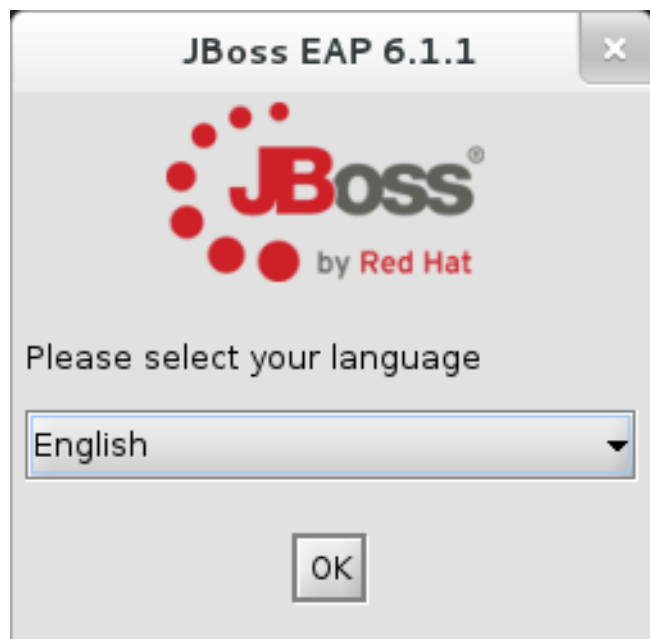 JBoss EAP 6.1.1
JBoss®
by Red Hat
Please select your language
English
OK